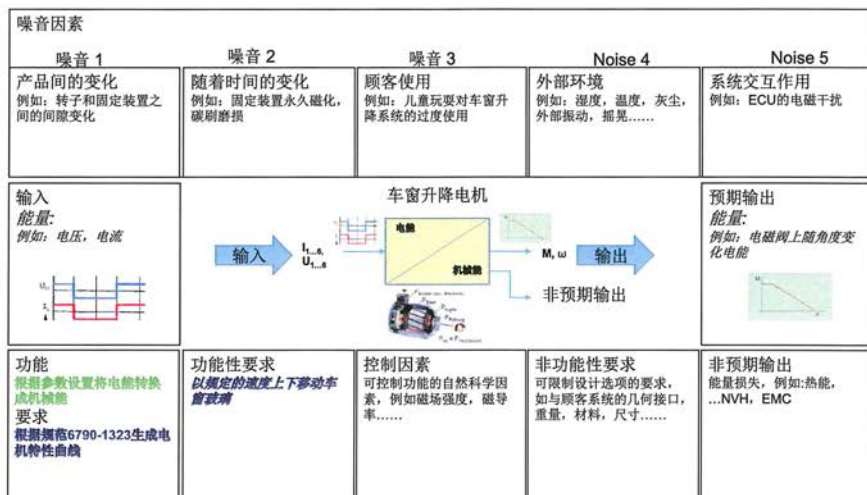 噪音因素
噪音 1
噪音 2
噪音 3
Noise 4
Noise 5
产品间的变化
例如：转子和固定装置之
间的间隙变化
随着时间的变化
例如：固定装置永久磁化，
碳刷磨损
顾客使用
例如：儿童玩耍对车窗升
降系统的过度使用
外部环境
例如：湿度，温度，灰尘，
外部振动，摇晃……
系统交互作用
例如：ECU的电磁干扰
输入
能量:
例如：电压，电流
输入
I1...6,
U1...6
车窗升降电机
电能
机械能
M, ω
输出
非预期输出
预期输出
能量:
例如：电磁阀上随角度变
化电能
功能
根据参数设置将电能转换
成机械能
要求
根据规范6790-1323生成电
机特性曲线
功能性要求
以规定的速度上下移动车
窗玻璃
控制因素
可控制功能的自然科学因
素，例如磁场强度，磁导
率……
非功能性要求
可限制设计选项的要求，
如与顾客系统的几何接口，
重量，材料，尺寸……
非预期输出
能量损失，例如:热能，
…NVH，EMC